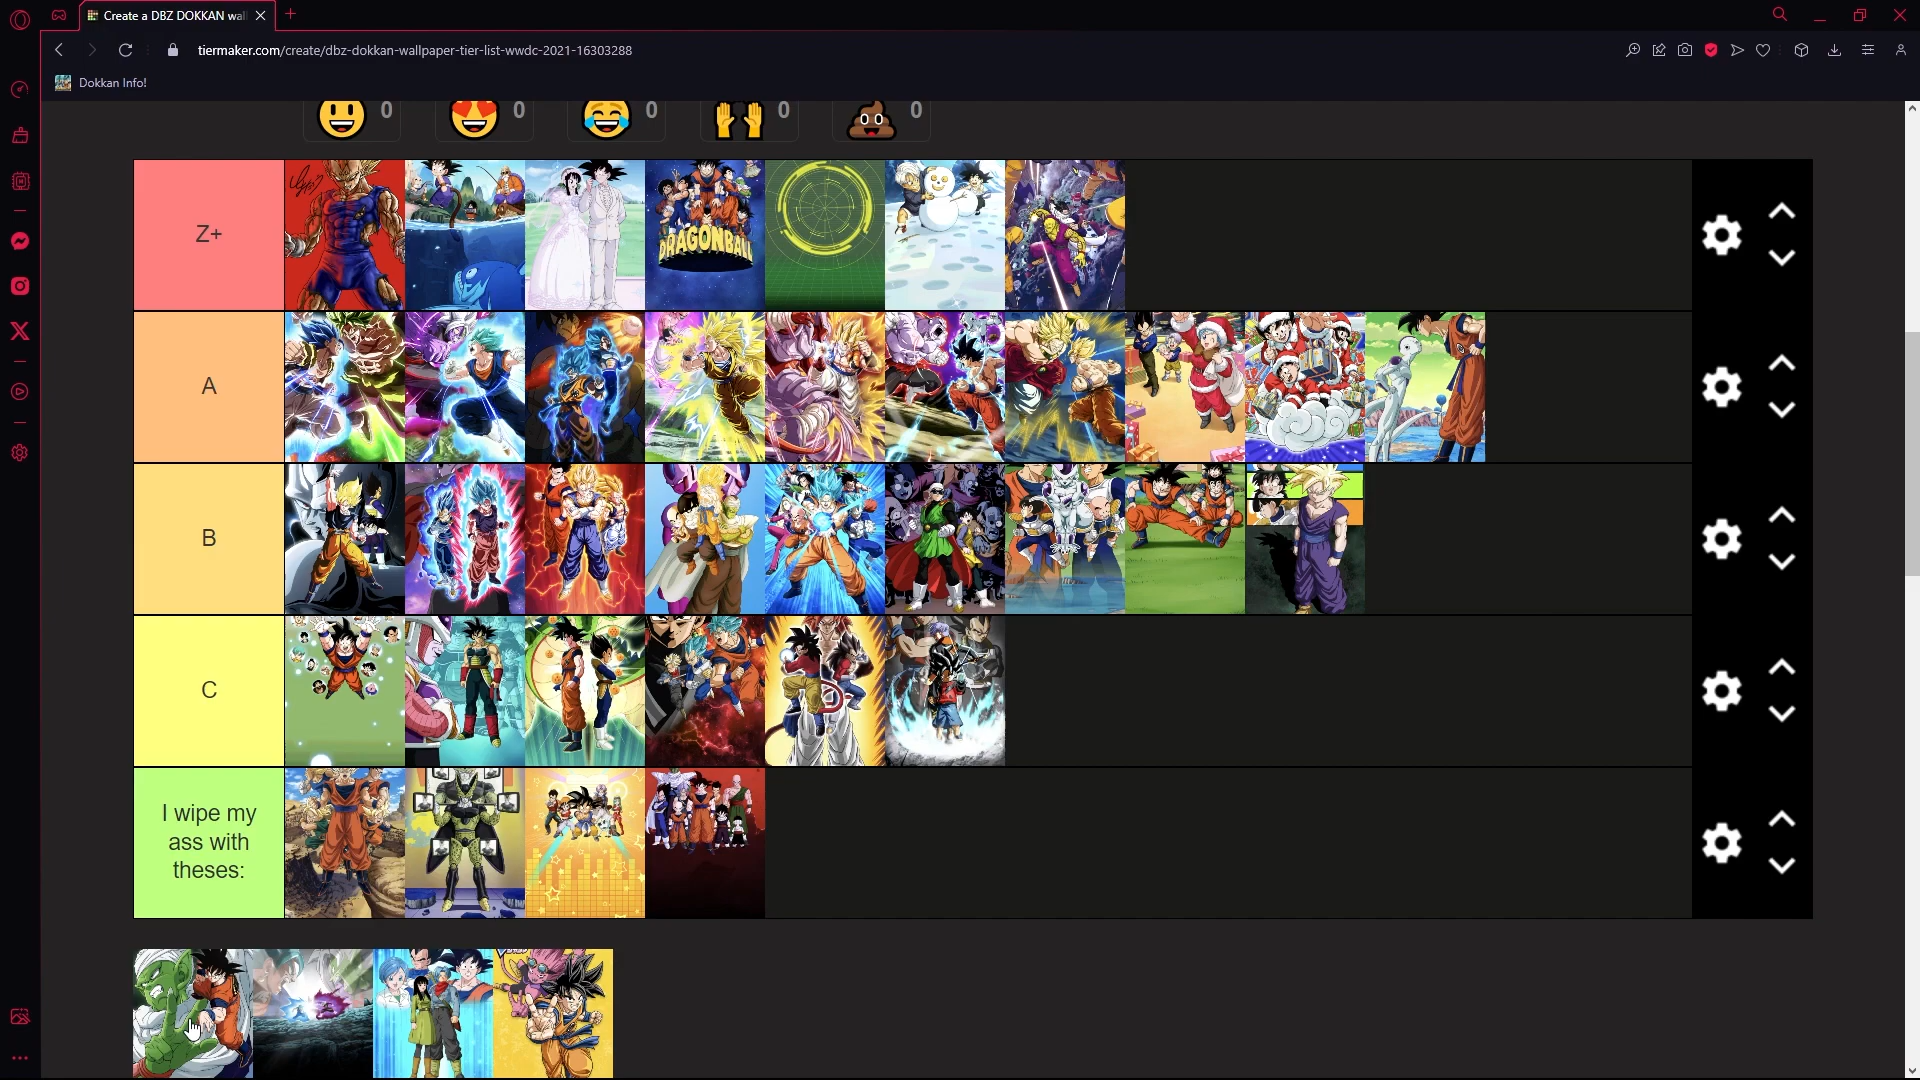 Create a DBZ DOKKAN wal
tiermaker.com/create/dbz-dokkan-wallpaper-tier-list-wwdc-2021-16303288
Dokkan Info!
0
0
0
0
0
Z+
DRAGONBALL
A
B
C
I wipe my
ass with
theses: